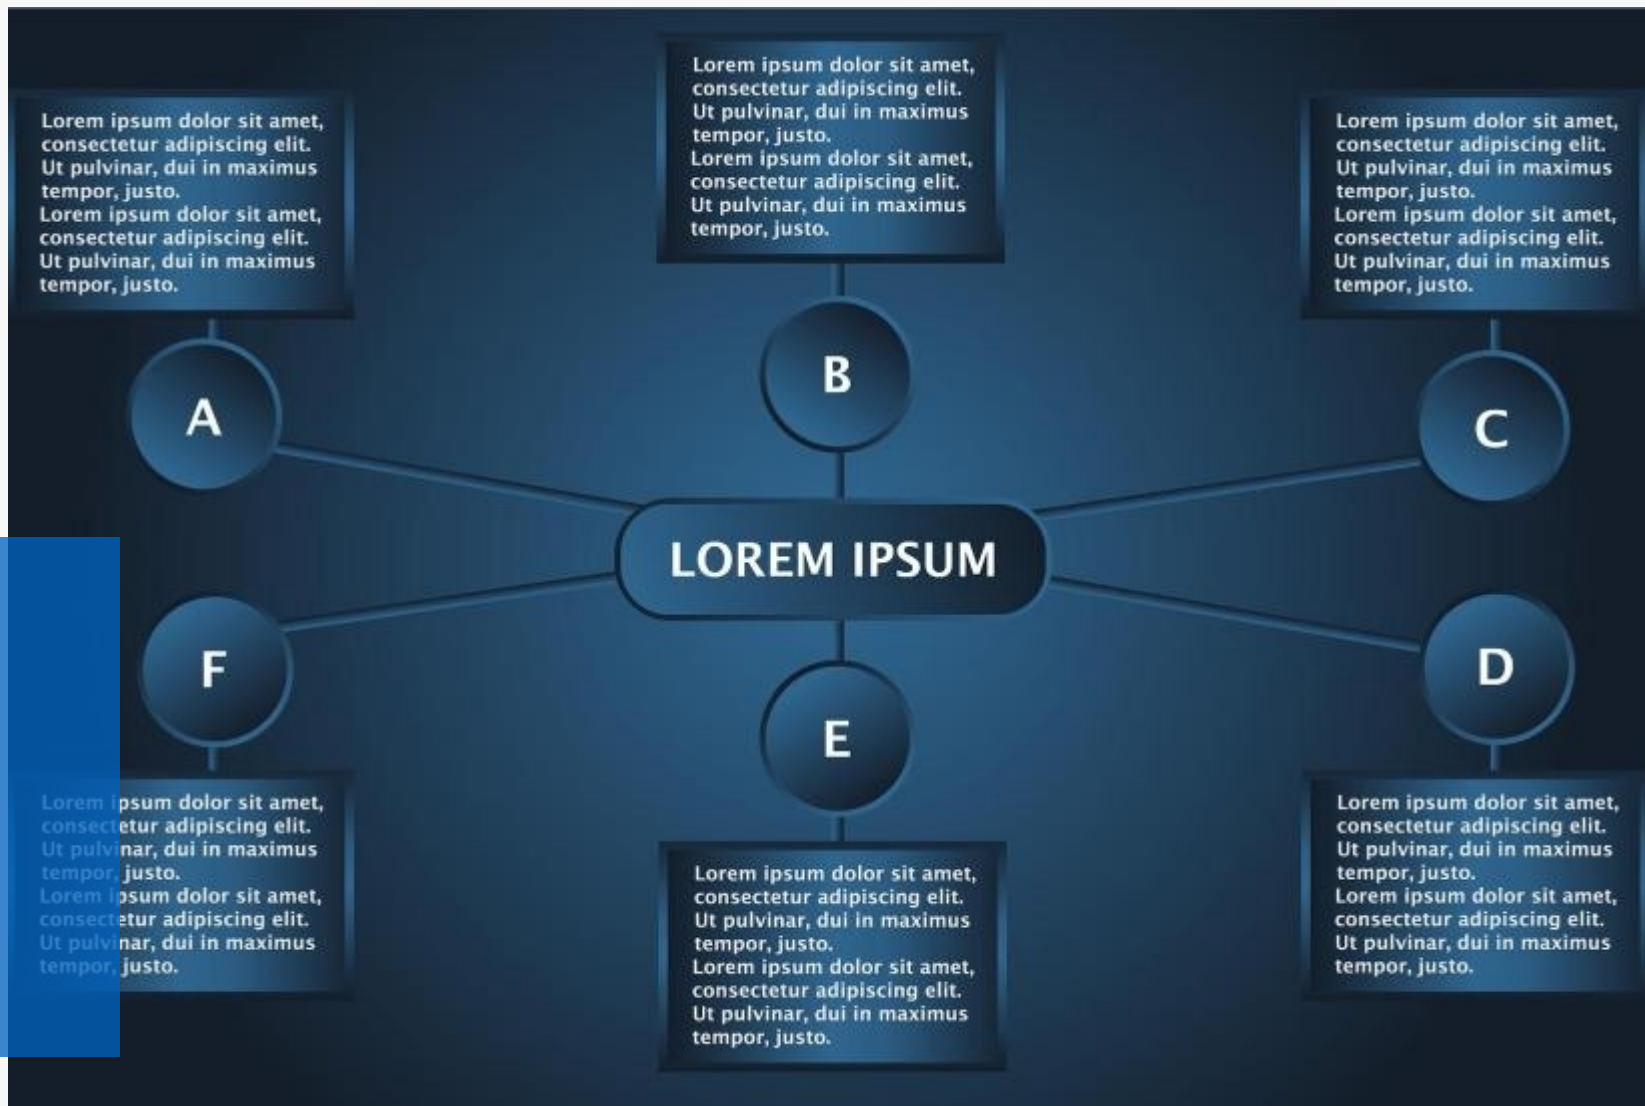 Lorem ipsum dolor sit amet,
consectetur adipiscing elit.
Ut pulvinar, dui in maximus
tempor, justo.
Lorem ipsum dolor sit amet,
consectetur adipiscing elit.
Ut pulvinar, dui in maximus
tempor, justo.
A
Lorem ipsum dolor sit amet,
consectetur adipiscing elit.
Ut pulvinar, dui in maximus
tempor, justo.
Lorem ipsum dolor sit amet,
consectetur adipiscing elit.
Ut pulvinar, dui in maximus
tempor, justo.
B
Lorem ipsum dolor sit amet,
consectetur adipiscing elit.
Ut pulvinar, dui in maximus
tempor, justo.
Lorem ipsum dolor sit amet,
consectetur adipiscing elit.
Ut pulvinar, dui in maximus
tempor, justo.
C
LOREM IPSUM
F
Lorem ipsum dolor sit amet,
consectetur adipiscing elit.
Ut pulvinar, dui in maximus
tempor, justo.
Lorem ipsum dolor sit amet,
consectetur adipiscing elit.
Ut pulvinar, dui in maximus
tempor, justo.
E
Lorem ipsum dolor sit amet,
consectetur adipiscing elit.
Ut pulvinar, dui in maximus
tempor, justo.
Lorem ipsum dolor sit amet,
consectetur adipiscing elit.
Ut pulvinar, dui in maximus
tempor, justo.
D
Lorem ipsum dolor sit amet,
consectetur adipiscing elit.
Ut pulvinar, dui in maximus
tempor, justo.
Lorem ipsum dolor sit amet,
consectetur adipiscing elit.
Ut pulvinar, dui in maximus
tempor, justo.